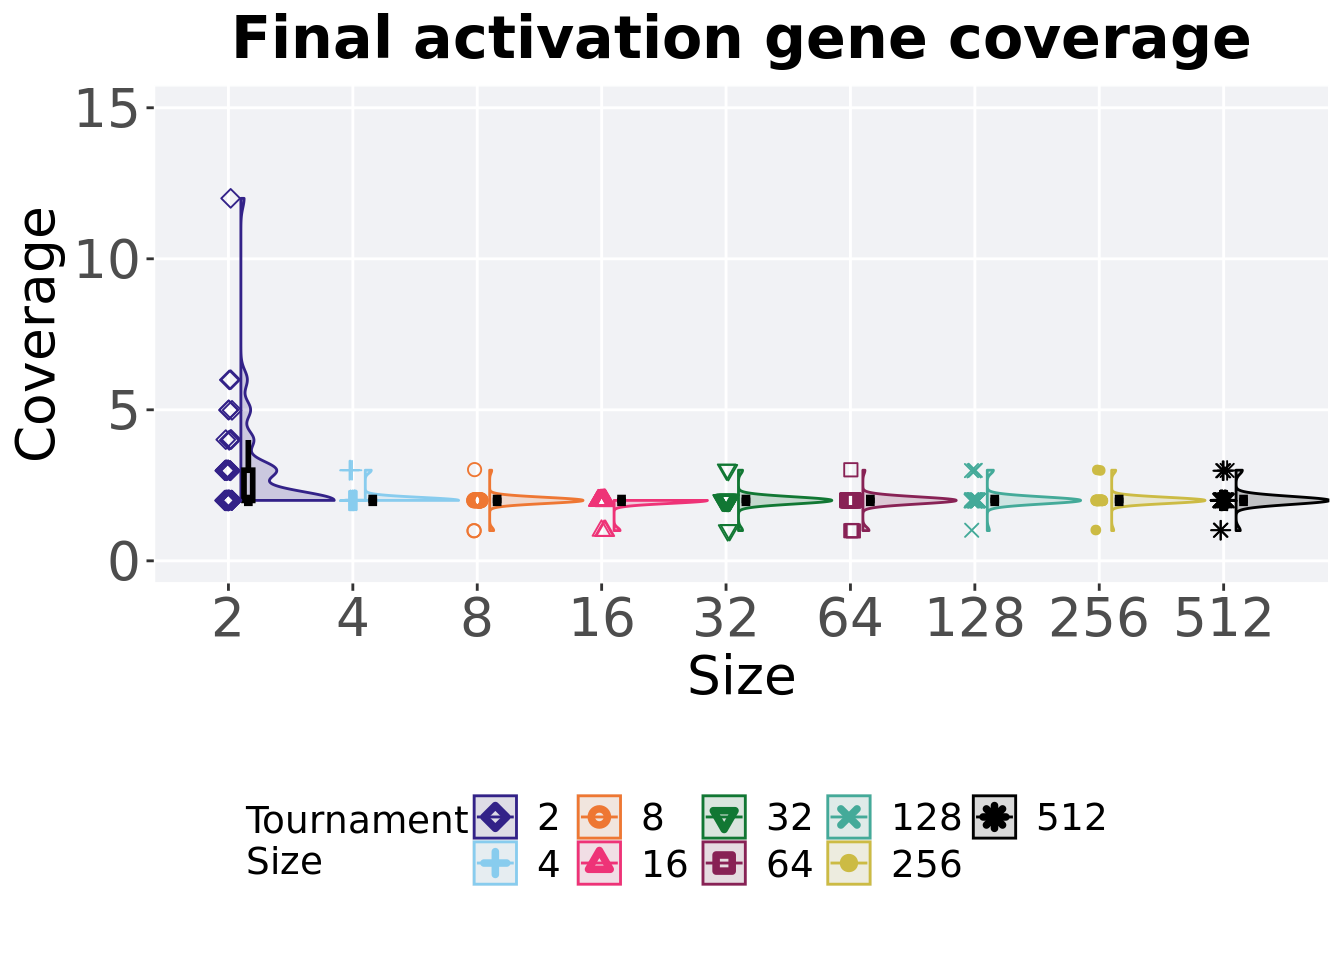 Final activation gene coverage
15
10
5
0
Coverage
2 4 8 16 32 64 128 256 512
Size
Tournament
Size
2 8 32 128 512
4 16 64 256